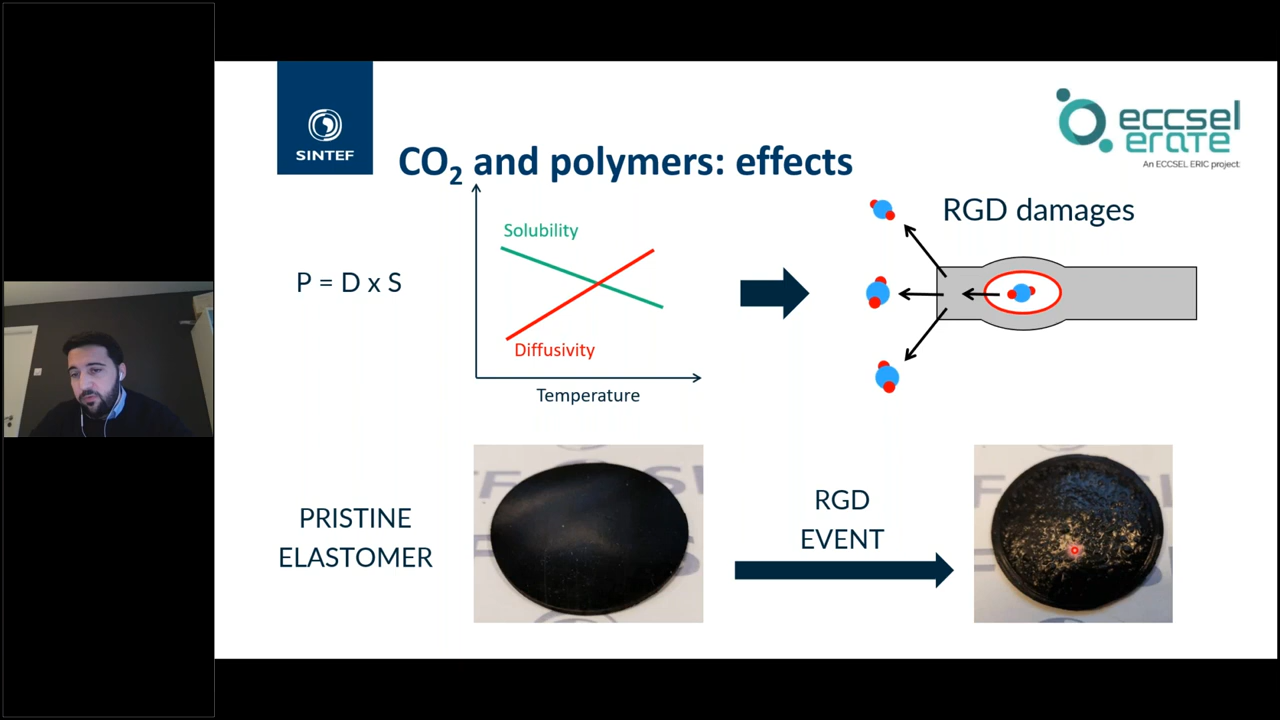 SINTEF
eccsel
erate
An ECCSEL ERIC project
CO₂ and polymers: effects
Solubility
Diffusivity
Temperature
P = D x S
RGD damages
PRISTINE
ELASTOMER
RGD
EVENT